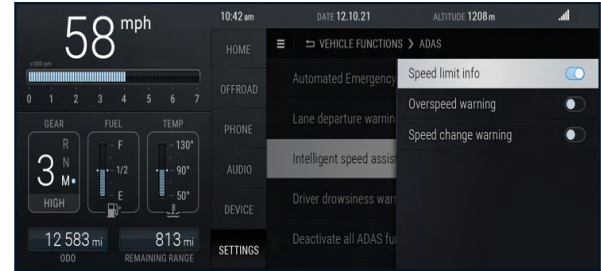 58 mph
x1000 rpm
0 1 2 3 4 5 6 7
GEAR
R
3 N
M
HIGH
FUEL
F
1/2
E
TEMP
130°
90°
50°
12 583 mi
ODO
813 mi
REMAINING RANGE
10:42 am
DATE 12.10.21
ALTITUDE 1208 m
HOME
OFFROAD
PHONE
AUDIO
DEVICE
SETTINGS
VEHICLE FUNCTIONS > ADAS
Automated Emergency
Lane departure warnin
Intelligent speed assist
Driver drowsiness warn
Deactivate all ADAS fu
Speed limit info
Overspeed warning
Speed change warning